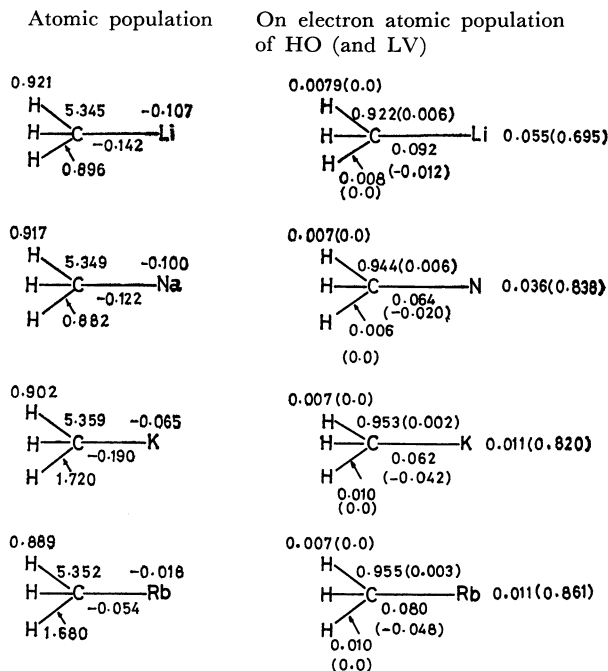 Atomic population
On electron atomic population
of HO (and LV)
0.921
H 5.345 -0.107
H C Li
H -0.142
0.896
0.0079(0.0)
H 0.922(0.006)
H C Li 0.055(0.695)
H 0.092
0.008 (-0.012)
(0.0)
0.917
H 5.349 -0.100
H C Na
H -0.122
0.882
0.007(0.0)
H 0.944(0.006)
H C N 0.036(0.838)
H 0.064
0.006 (-0.020)
(0.0)
0.902
H 5.359 -0.065
H C K
H -0.190
1.720
0.007(0.0)
H 0.953(0.002)
H C K 0.011(0.820)
H 0.062
0.010 (-0.042)
(0.0)
0.889
H 5.352 -0.018
H C Rb
H -0.054
1.680
0.007(0.0)
H 0.955(0.003)
H C Rb 0.011(0.861)
H 0.080
0.010 (-0.048)
(0.0)